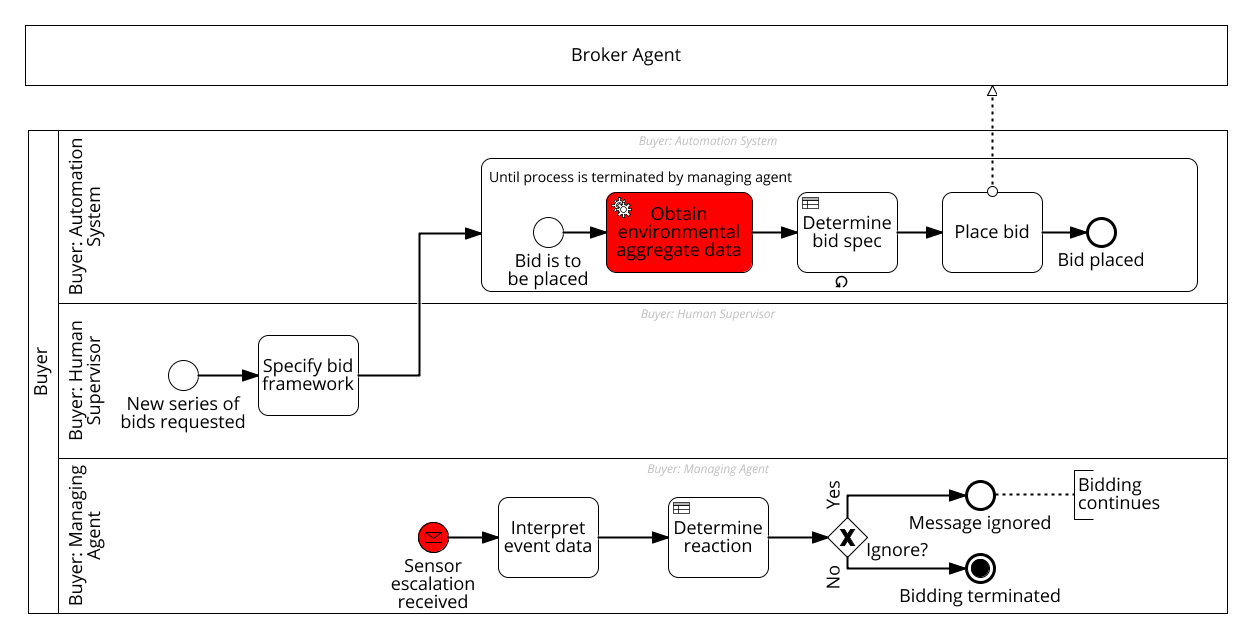 Broker Agent
Buyer
Buyer: Automation
System
Buyer: Automation System
Until process is terminated by managing agent
Bid is to
be placed
Obtain
environmental
aggregate data
Determine
bid spec
Place bid
Bid placed
Buyer: Human
Supervisor
Buyer: Human Supervisor
New series of
bids requested
Specify bid
framework
Buyer: Managing
Agent
Buyer: Managing Agent
Sensor
escalation
received
Interpret
event data
Determine
reaction
Ignore?
Yes
No
Message ignored
Bidding
continues
Bidding terminated